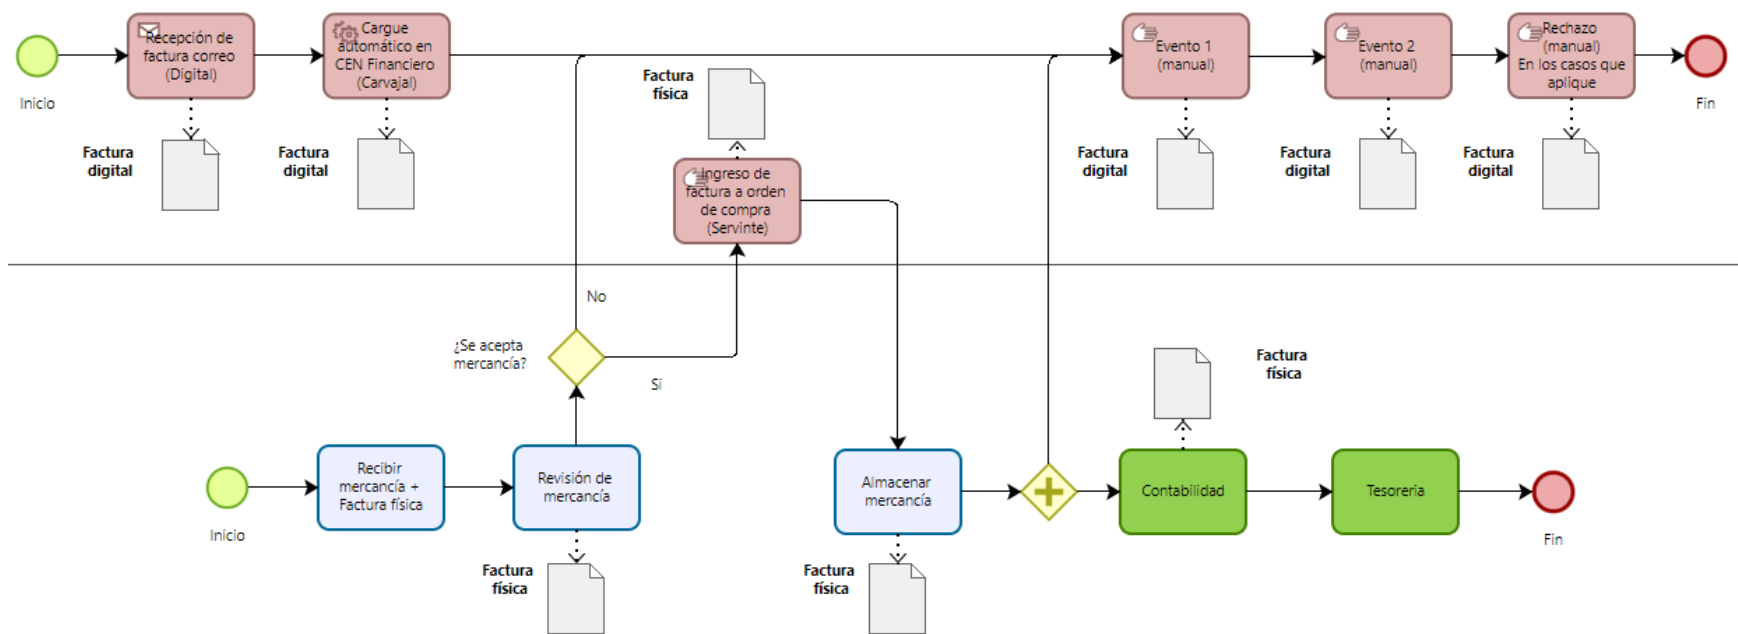 Recepción de
factura correo
(Digital)
Cargue
automático en
CEN Financiero
(Carvajal)
Evento 1
(manual)
Evento 2
(manual)
Rechazo
(manual)
En los casos que
aplique
Inicio
Fin
Factura
física
Factura
digital
Factura
digital
Factura
digital
Factura
digital
Factura
digital
Ingreso de
factura a orden
de compra
(Servinte)
No
¿Se acepta
mercancía?
Si
Factura
física
Recibir
mercancía +
Factura física
Revisión de
mercancía
Almacenar
mercancía
Contabilidad
Tesoreria
Inicio
Fin
Factura
física
Factura
física